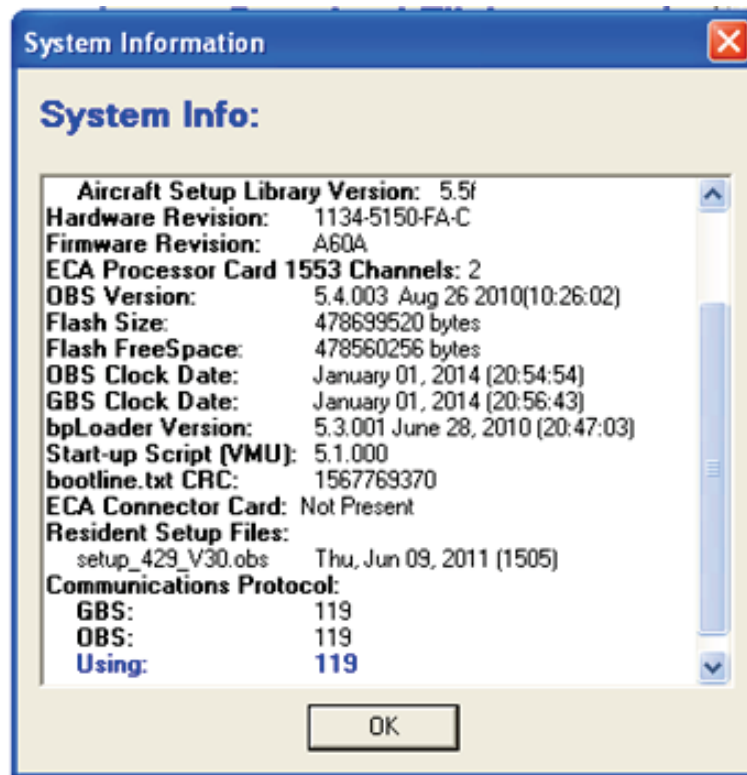 System Information
System Info:
Aircraft Setup Library Version: 5.5f
Hardware Revision: 1134-5150-FA-C
Firmware Revision: A60A
ECA Processor Card 1553 Channels: 2
OBS Version: 5.4.003 Aug 26 2010(10:26:02)
Flash Size: 478699520 bytes
Flash FreeSpace: 478560256 bytes
OBS Clock Date: January 01, 2014 (20:54:54)
GBS Clock Date: January 01, 2014 (20:56:43)
bpLoader Version: 5.3.001 June 28, 2010 (20:47:03)
Start-up Script (VMU): 5.1.000
bootline.txt CRC: 1567769370
ECA Connector Card: Not Present
Resident Setup Files:
setup_429_V30.obs Thu, Jun 09, 2011 (1505)
Communications Protocol:
GBS: 119
OBS: 119
Using: 119
OK